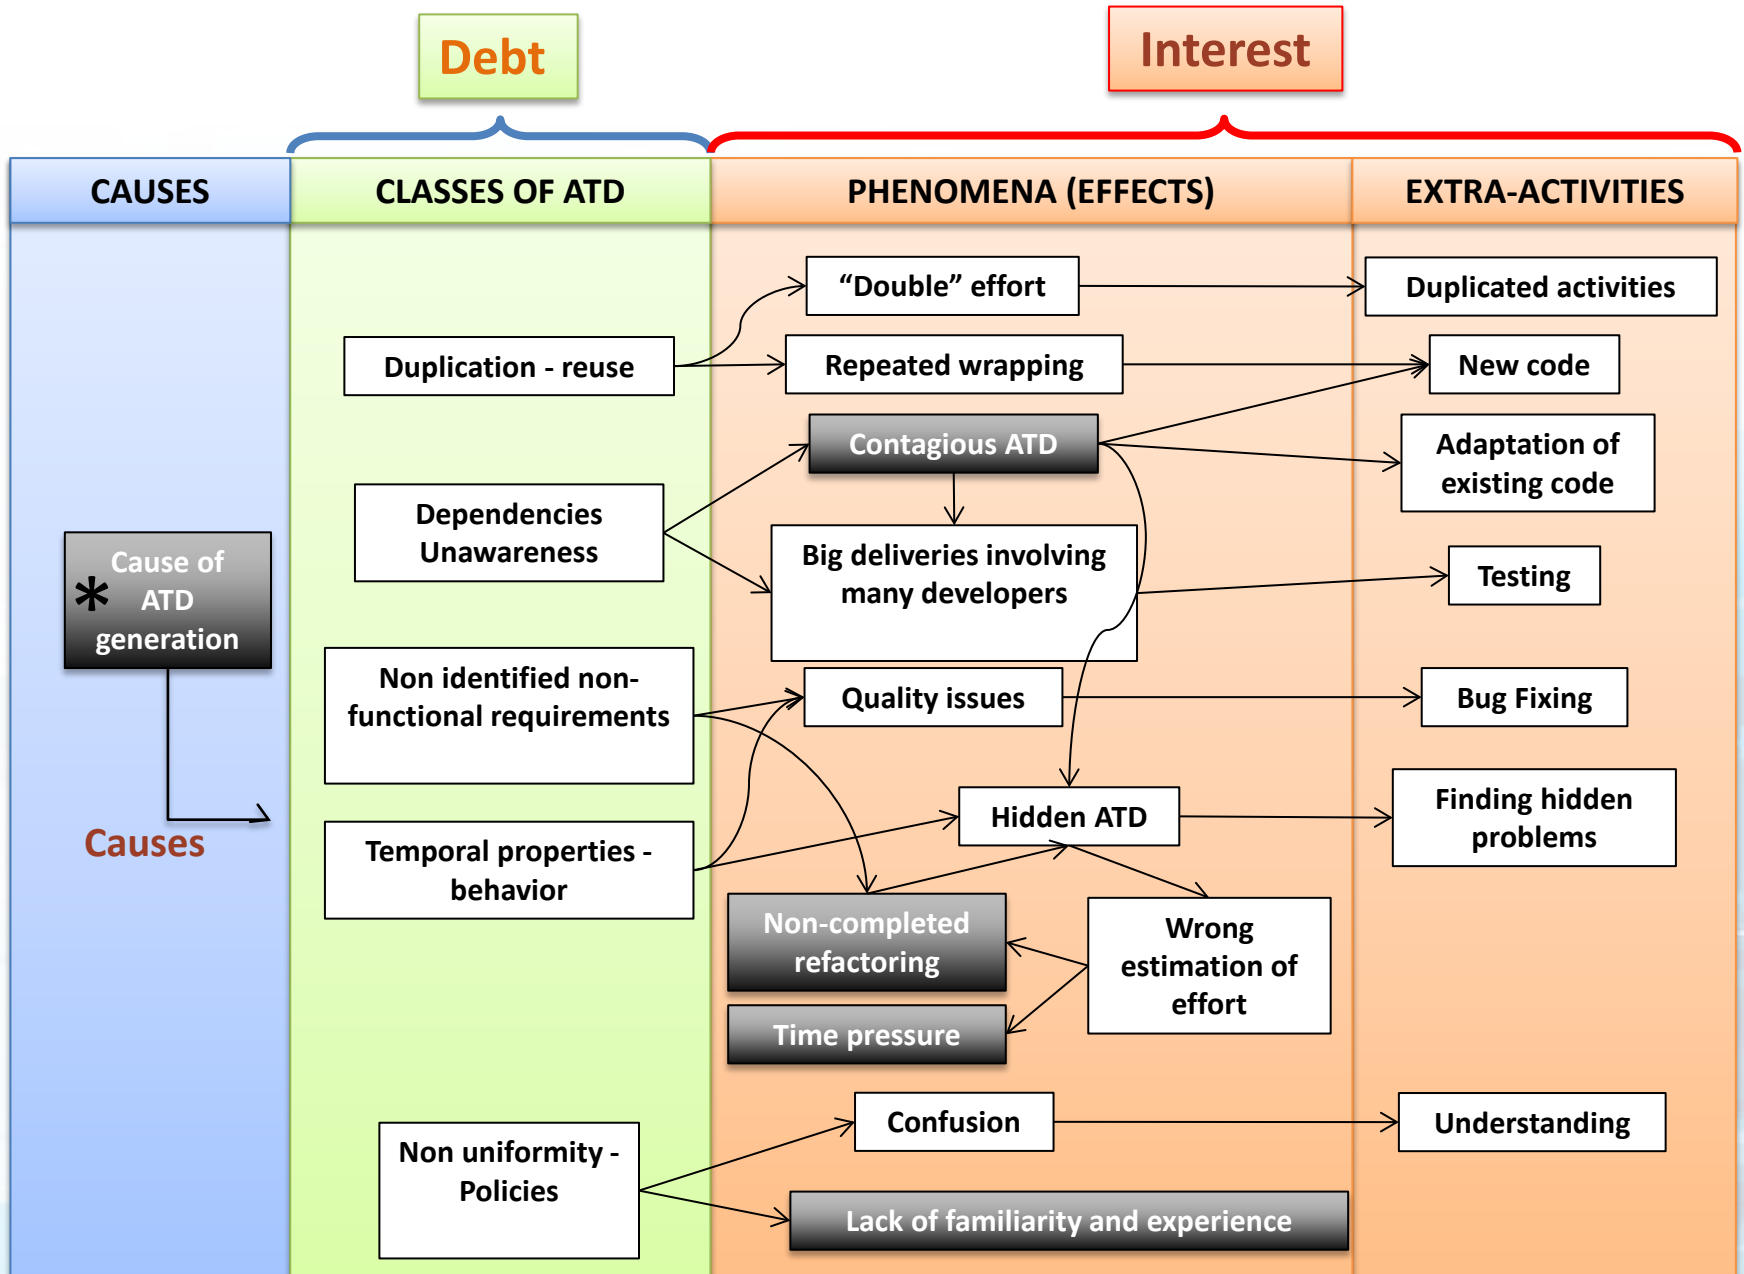 Debt
Interest
CAUSES
CLASSES OF ATD
PHENOMENA (EFFECTS)
EXTRA-ACTIVITIES
“Double” effort
Duplicated activities
Duplication - reuse
Repeated wrapping
New code
Contagious ATD
Adaptation of
existing code
Dependencies
Unawareness
Big deliveries involving
many developers
Testing
*
Cause of
ATD
generation
Non identified non-
functional requirements
Quality issues
Bug Fixing
Causes
Hidden ATD
Finding hidden
problems
Temporal properties -
behavior
Non-completed
refactoring
Wrong
estimation of
effort
Time pressure
Confusion
Understanding
Non uniformity -
Policies
Lack of familiarity and experience